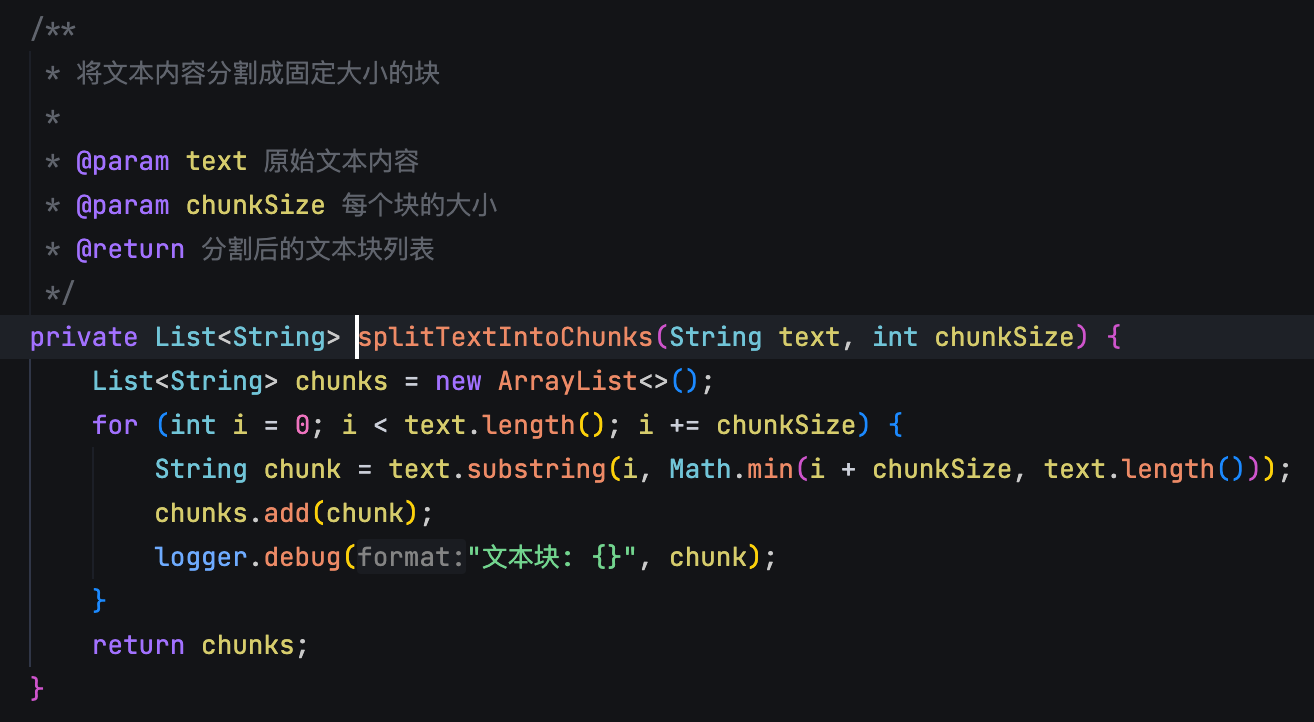 /**
 * 将文本内容分割成固定大小的块
 *
 * @param text 原始文本内容
 * @param chunkSize 每个块的大小
 * @return 分割后的文本块列表
 */
private List<String> splitTextIntoChunks(String text, int chunkSize) {
    List<String> chunks = new ArrayList<>();
    for (int i = 0; i < text.length(); i += chunkSize) {
        String chunk = text.substring(i, Math.min(i + chunkSize, text.length()));
        chunks.add(chunk);
        logger.debug(format:"文本块: {}", chunk);
    }
    return chunks;
}